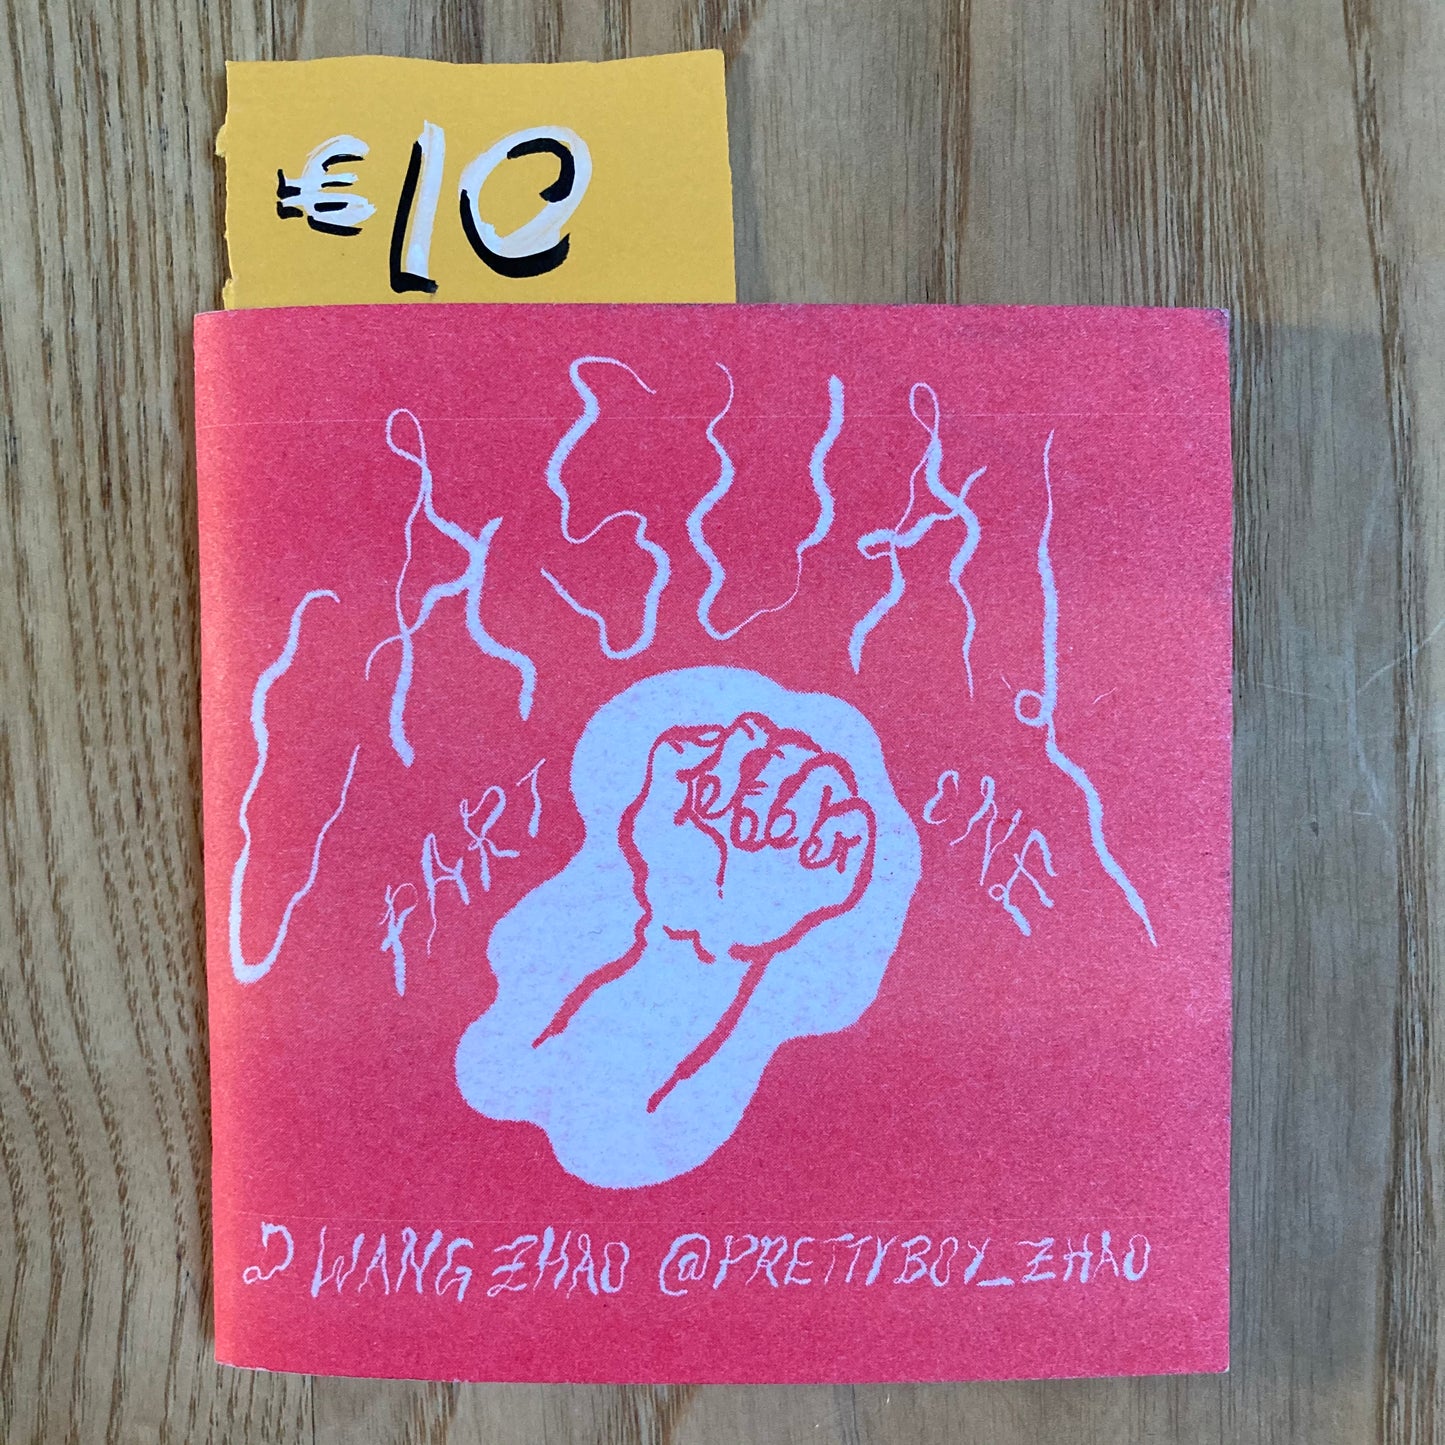 €10
CASUAL
PART ONE
WANG ZHAO @PRETTYBOY_ZHAO